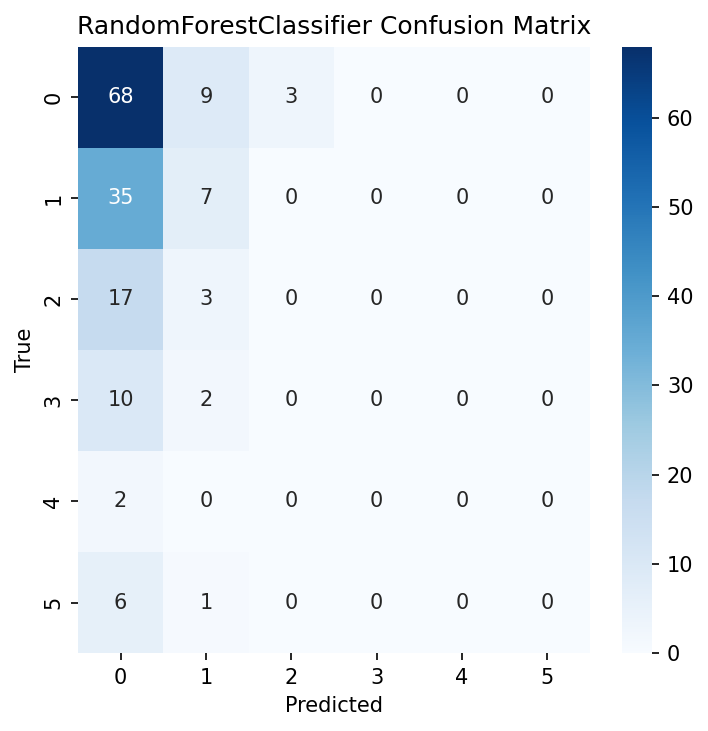 RandomForestClassifier Confusion Matrix
0 68 9 3 0 0 0
1 35 7 0 0 0 0
2 17 3 0 0 0 0
3 10 2 0 0 0 0
4 2 0 0 0 0 0
5 6 1 0 0 0 0
0 1 2 3 4 5
True
Predicted
60
50
40
30
20
10
0